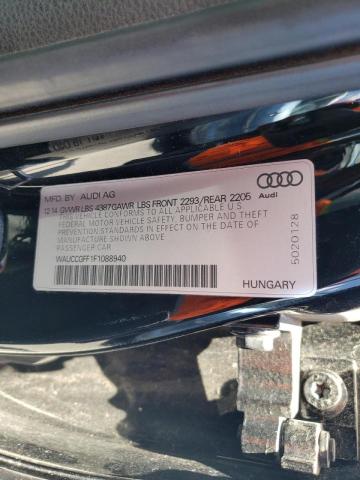 MFD. BY AUDI AG
12-14 GVWR LBS 4387GAWR LBS FRONT 2293/REAR 2205
THIS VEHICLE CONFORMS TO ALL APPLICABLE U.S.
FEDERAL MOTOR VEHICLE SAFETY, BUMPER AND THEFT
PREVENTION STANDARDS IN EFFECT ON THE DATE OF
MANUFACTURE SHOWN ABOVE
PASSENGER CAR
WAUCCGFF1F1088940
Audi
5020128
HUNGARY